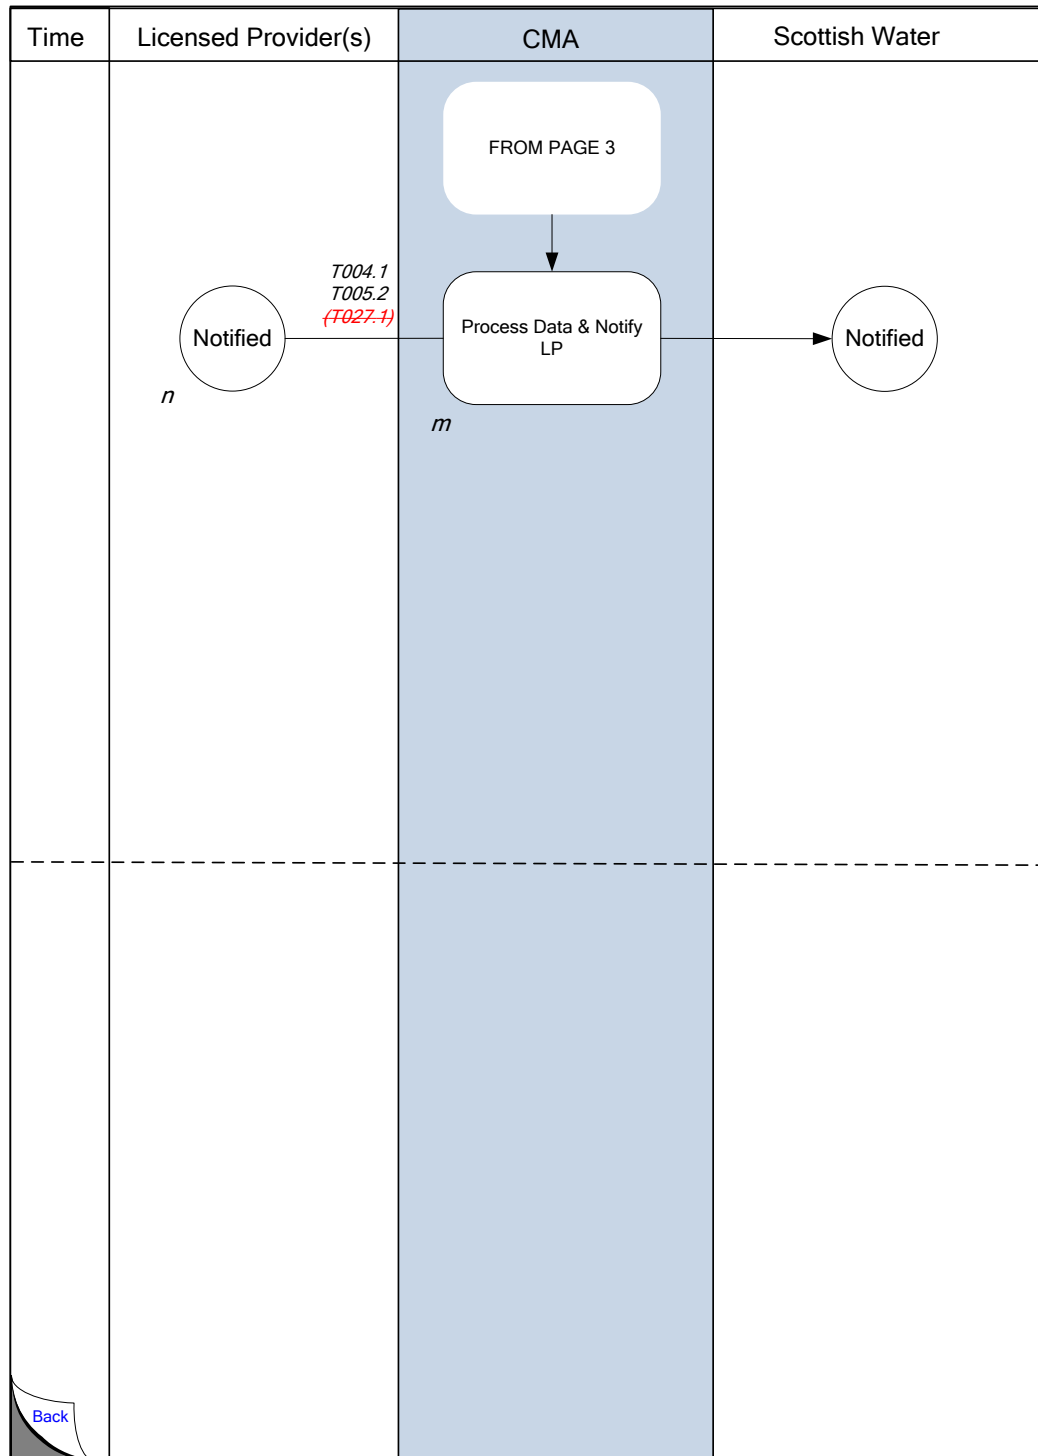 Time
Licensed Provider(s)
CMA
Scottish Water
FROM PAGE 3
T004.1
T005.2
(T027.1)
Notified
Process Data & Notify
LP
Notified
n
m
Back